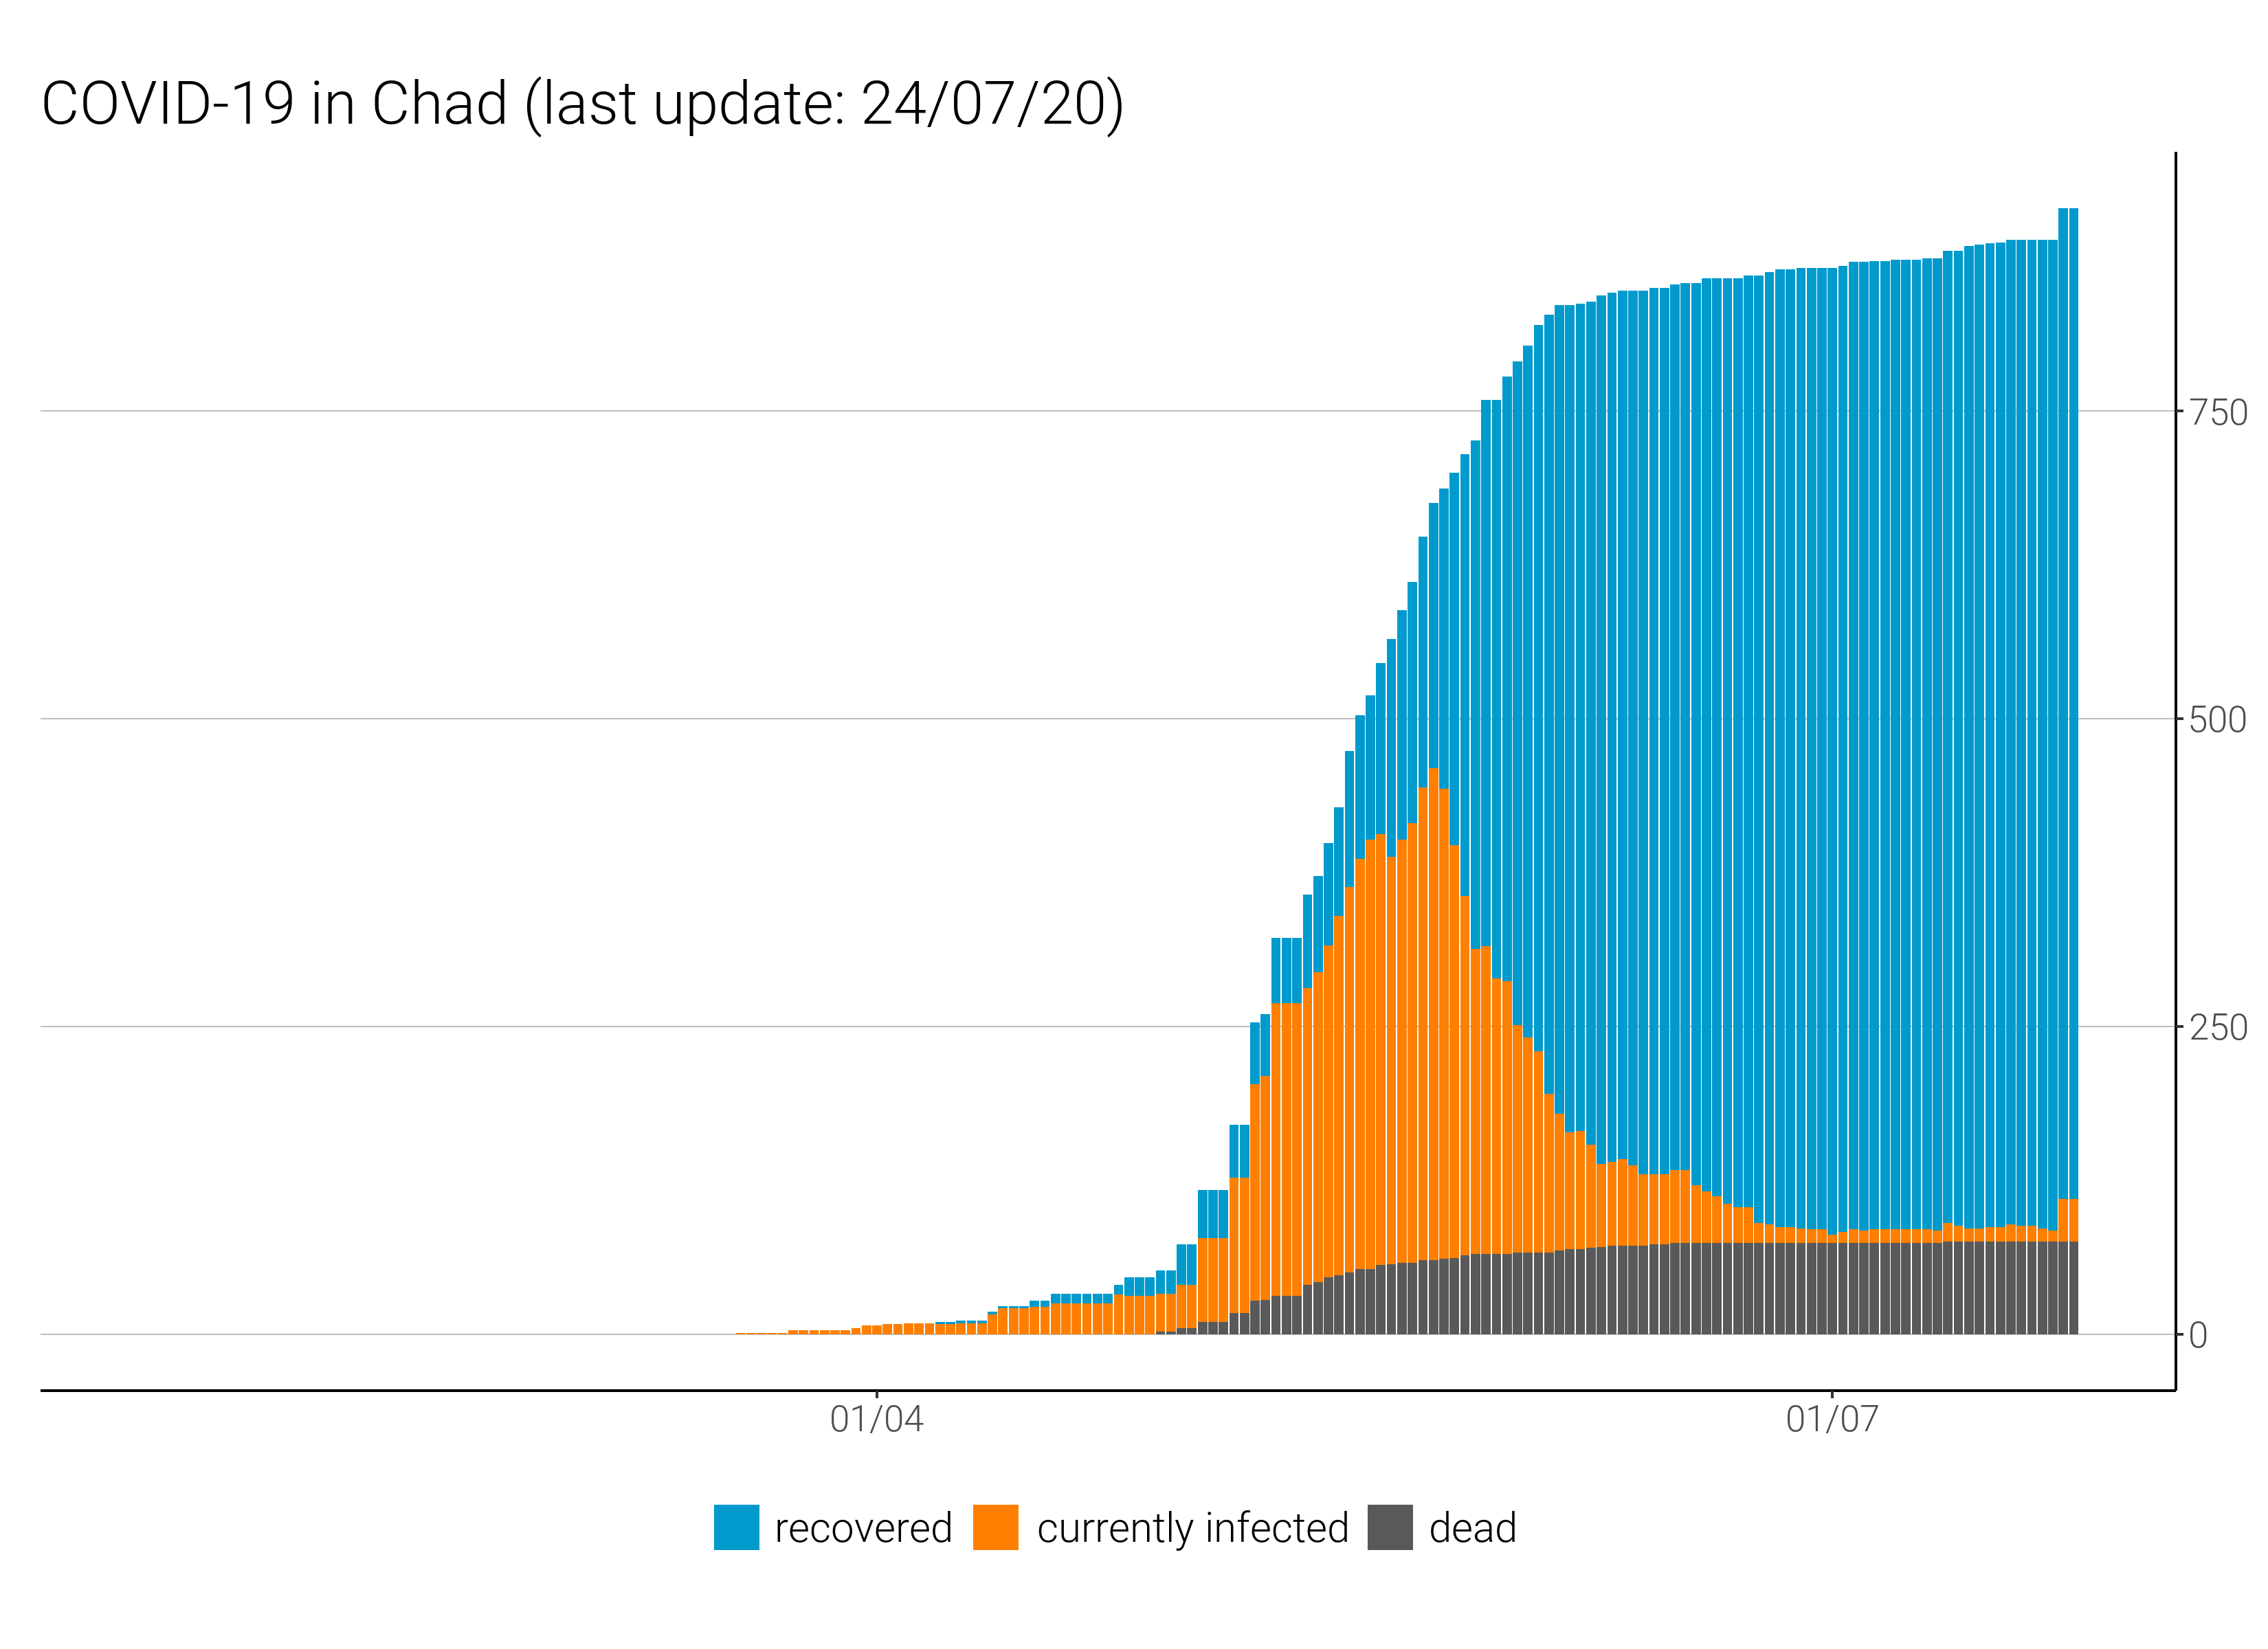 COVID-19 in Chad (last update: 24/07/20)
750
500
250
0
01/04 01/07
recovered currently infected dead